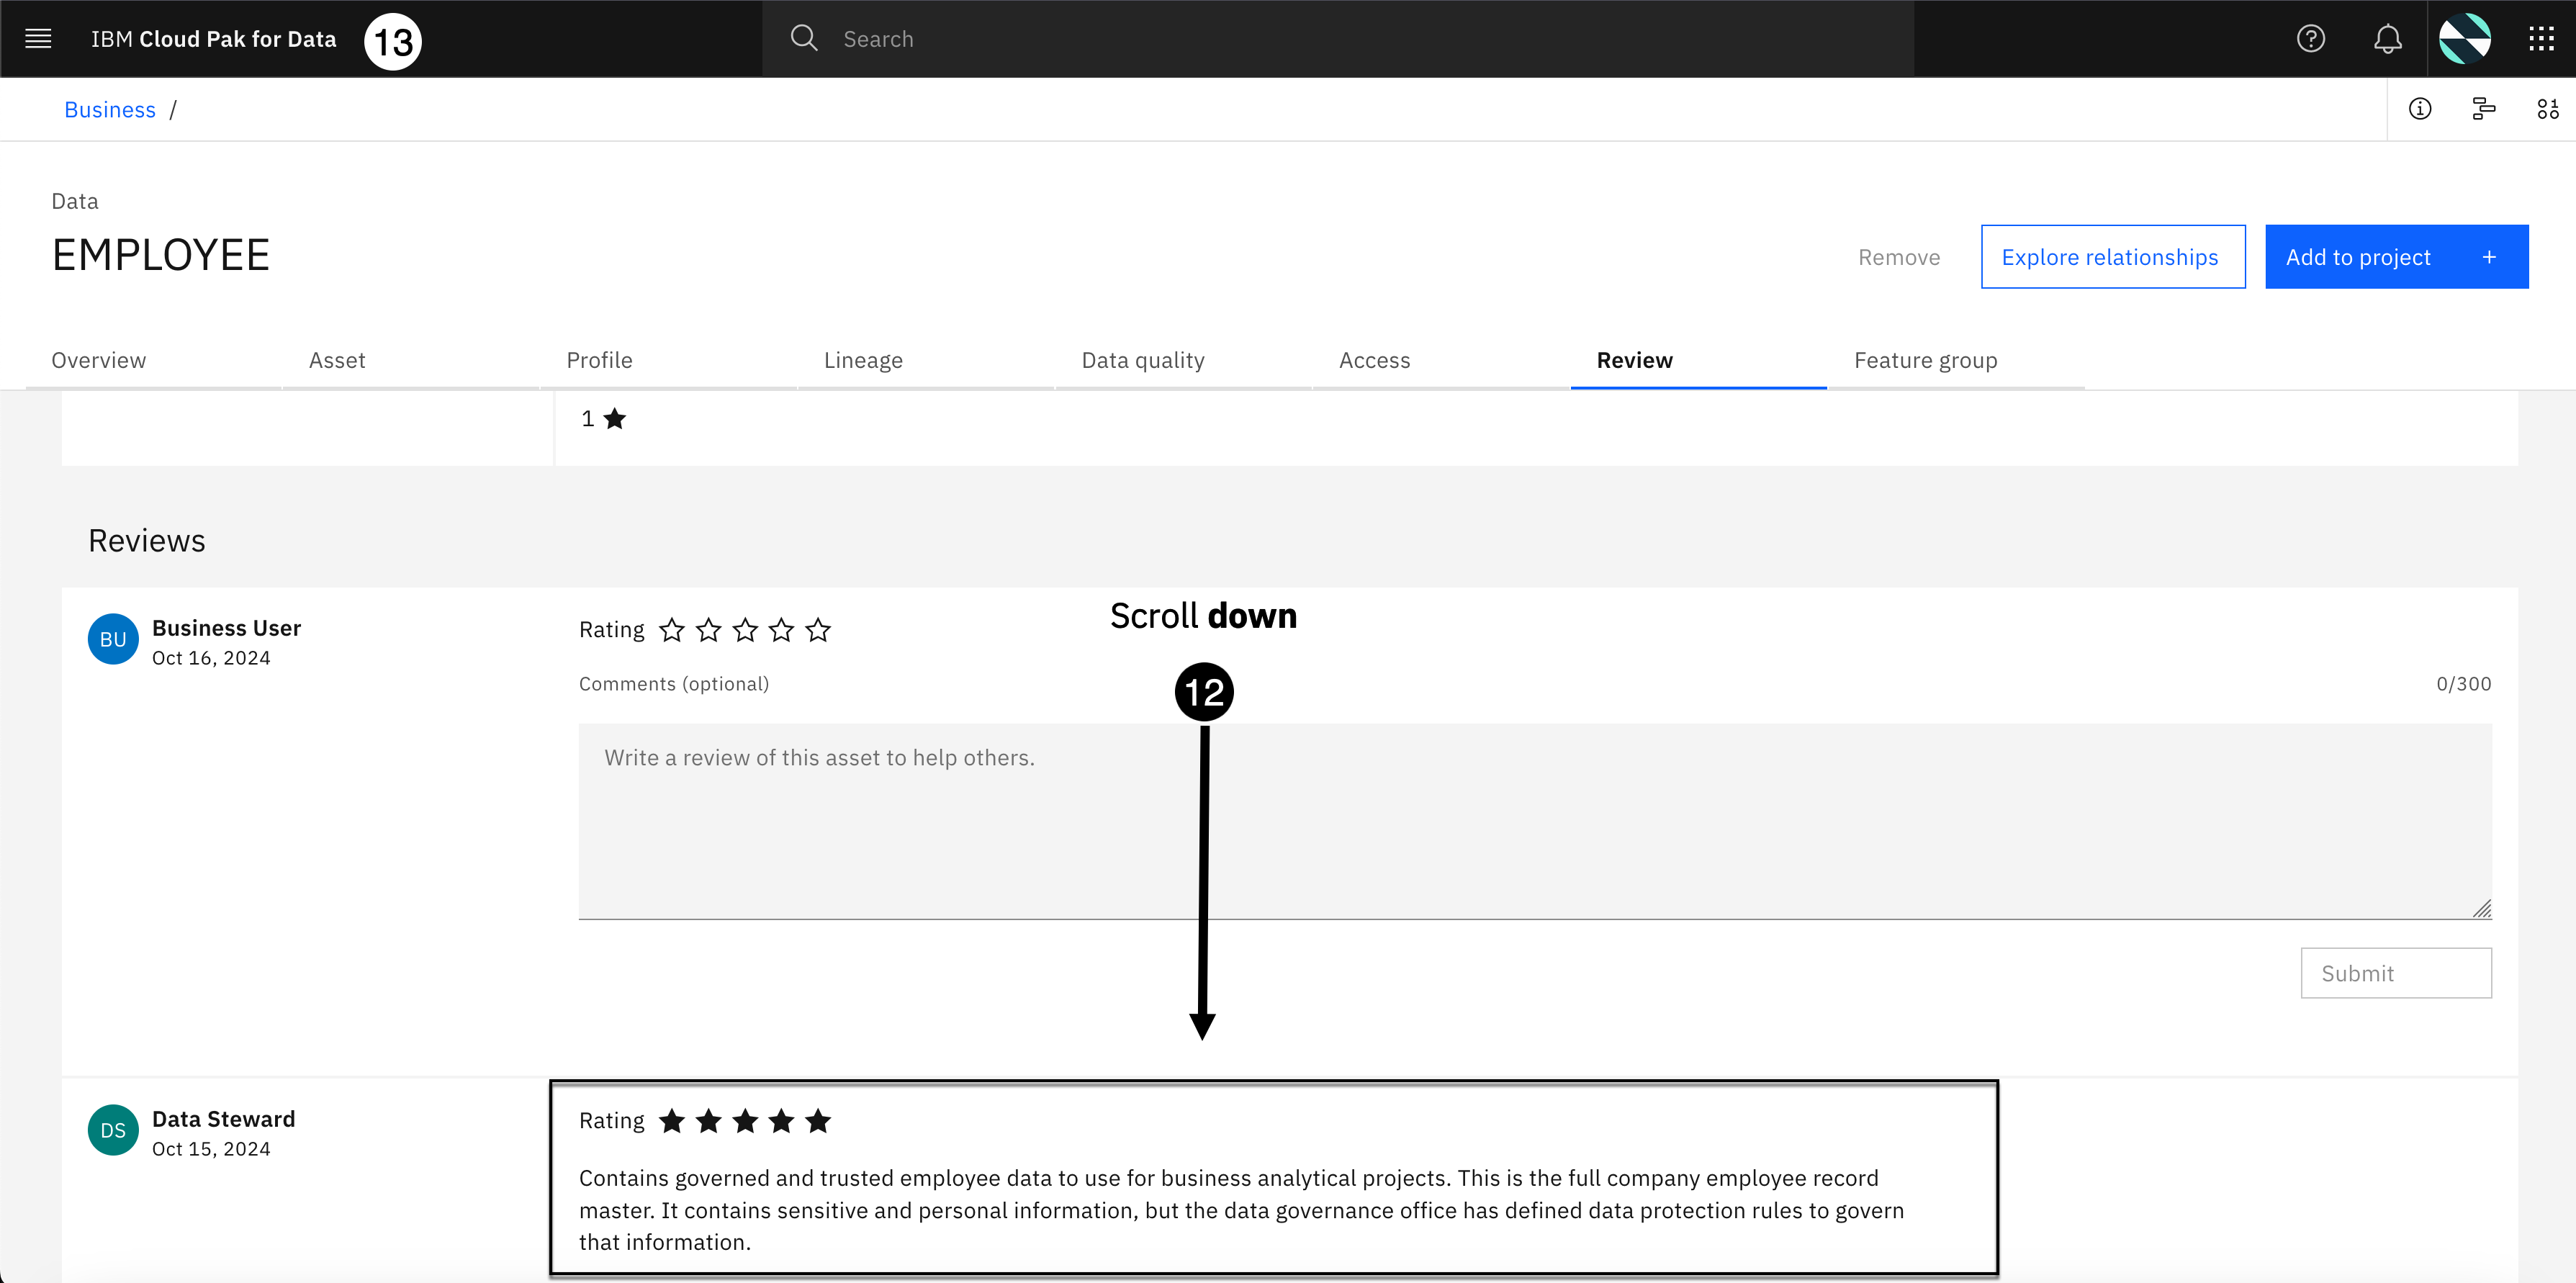 IBM Cloud Pak for Data 13 Search
Business /
Data
EMPLOYEE
Remove Explore relationships Add to project +
Overview Asset Profile Lineage Data quality Access Review Feature group
1
Reviews
Business User
Oct 16, 2024
Rating
Scroll down
Comments (optional)
12
0/300
Write a review of this asset to help others.
Submit
DS
BU
Data Steward
Oct 15, 2024
Rating
Contains governed and trusted employee data to use for business analytical projects. This is the full company employee record
master. It contains sensitive and personal information, but the data governance office has defined data protection rules to govern
that information.